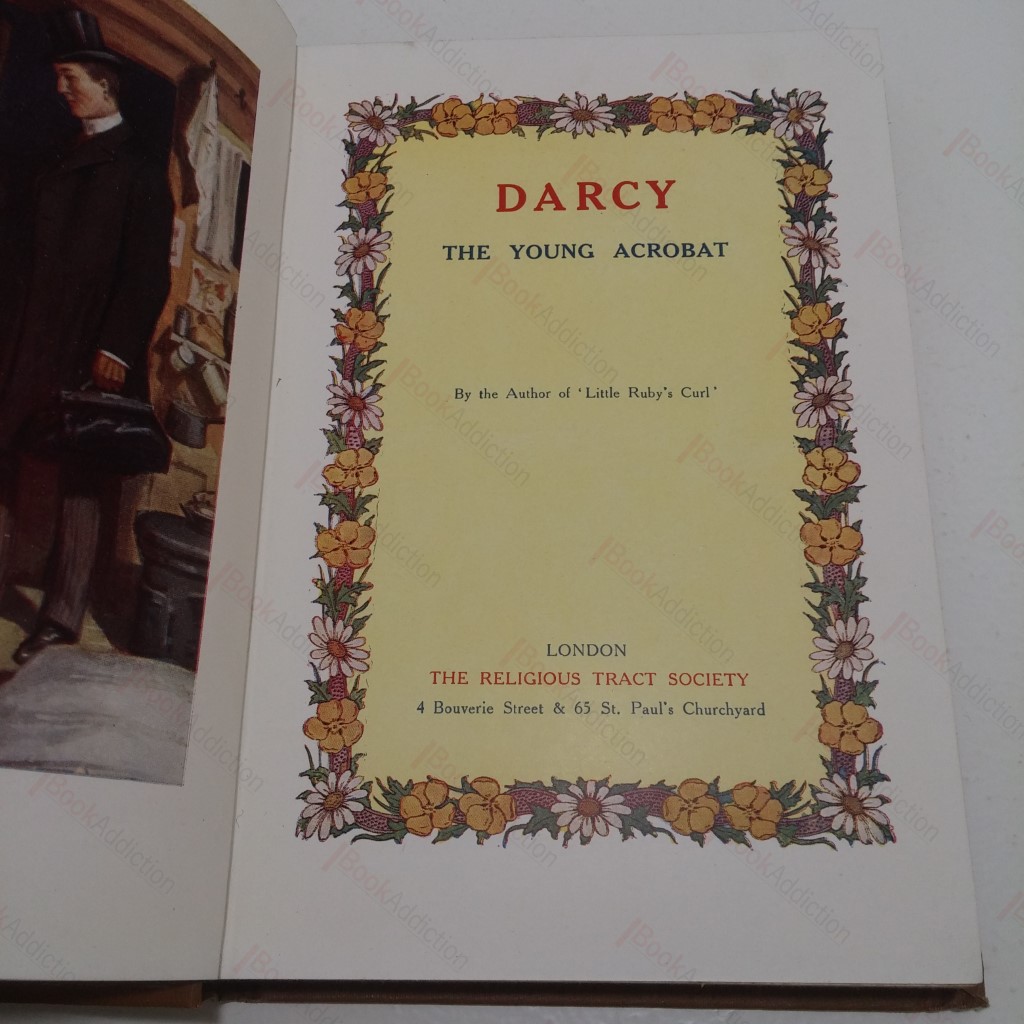 DARCY
THE YOUNG ACROBAT
By the Author of ‘Little Ruby’s Curl’
LONDON
THE RELIGIOUS TRACT SOCIETY
4 Bouverie Street & 65 St. Paul’s Churchyard
BookAddiction